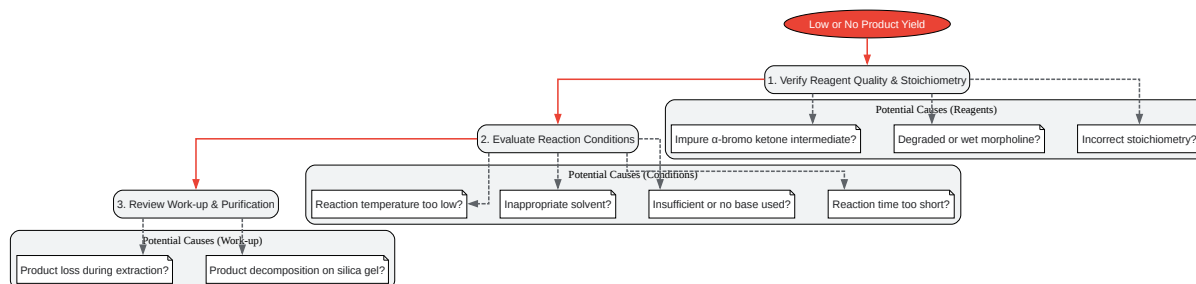 Low or No Product Yield
1. Verify Reagent Quality & Stoichiometry
Potential Causes (Reagents)
Impure α-bromo ketone intermediate?
Degraded or wet morpholine?
Incorrect stoichiometry?
2. Evaluate Reaction Conditions
Potential Causes (Conditions)
Reaction temperature too low?
Inappropriate solvent?
Insufficient or no base used?
Reaction time too short?
3. Review Work-up & Purification
Potential Causes (Work-up)
Product loss during extraction?
Product decomposition on silica gel?